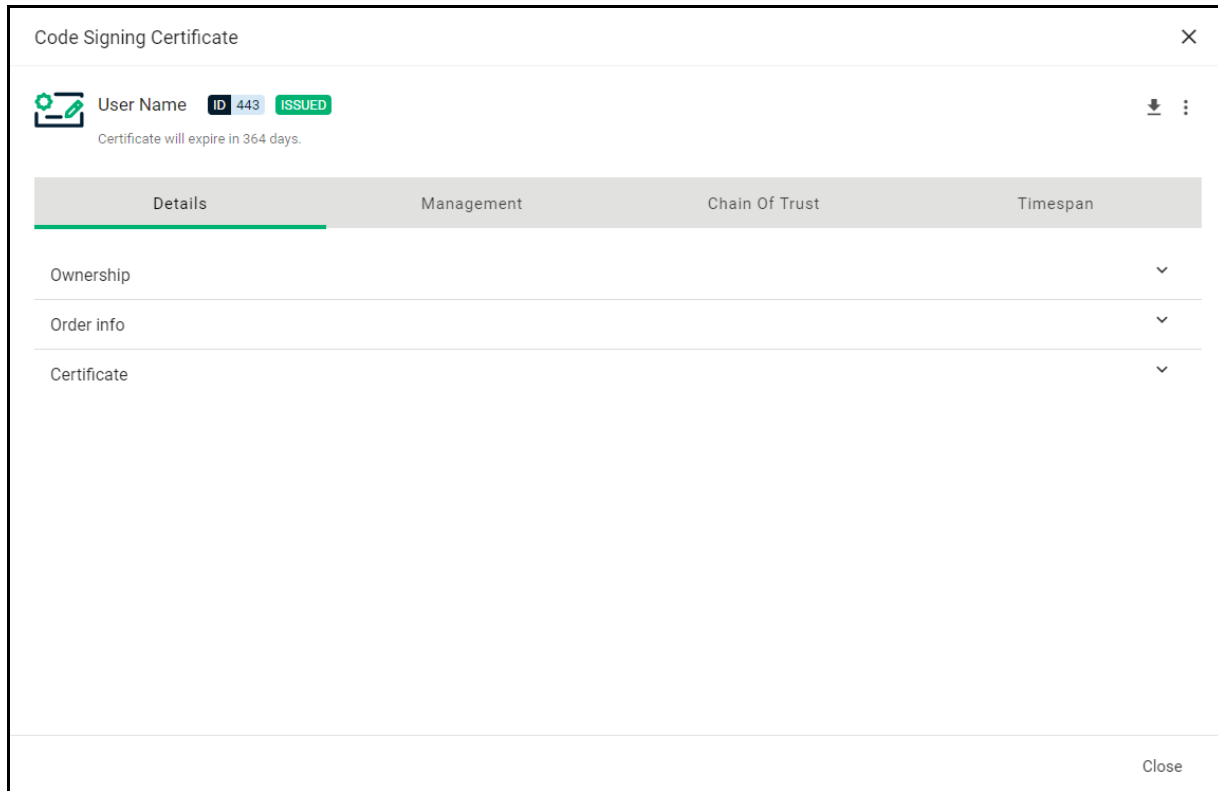 Code Signing Certificate
User Name ID 443 ISSUED
Certificate will expire in 364 days.
Details Management Chain Of Trust Timespan
Ownership
Order info
Certificate
Close